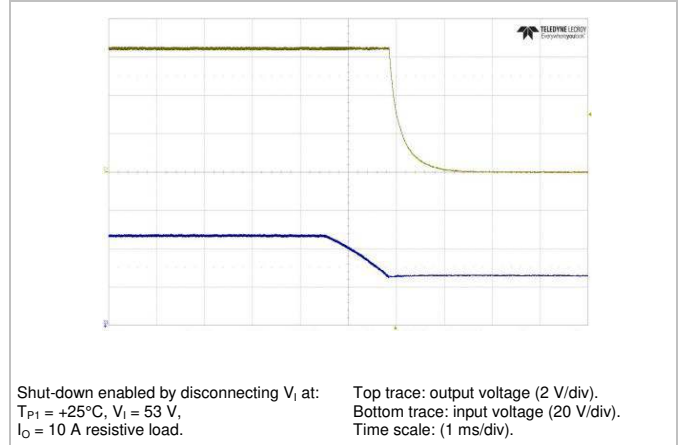 TELEDYNE LECROY
Everywhereyoulook
Shut-down enabled by disconnecting VI at:
TP1 = +25°C, VI = 53 V,
IO = 10 A resistive load.
Top trace: output voltage (2 V/div).
Bottom trace: input voltage (20 V/div).
Time scale: (1 ms/div).